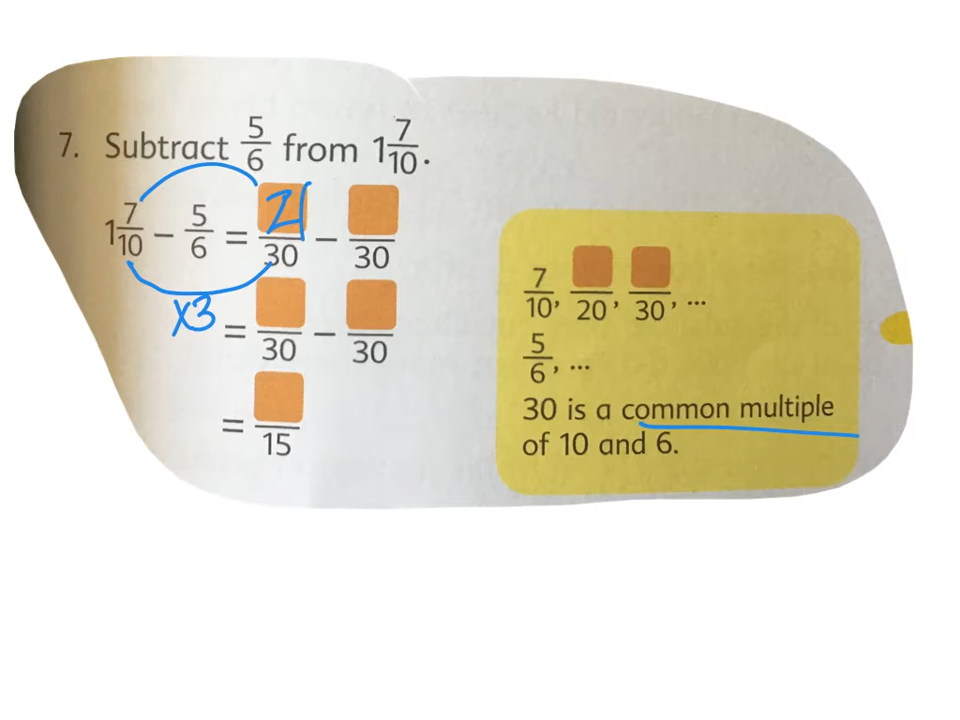 7. Subtract 5/6 from 1 7/10.
1 7/10 − 5/6 = 21/30 − /30
×3
= /30 − /30
= /15
7/10, /20, /30, ...
5/6, ...
30 is a common multiple
of 10 and 6.